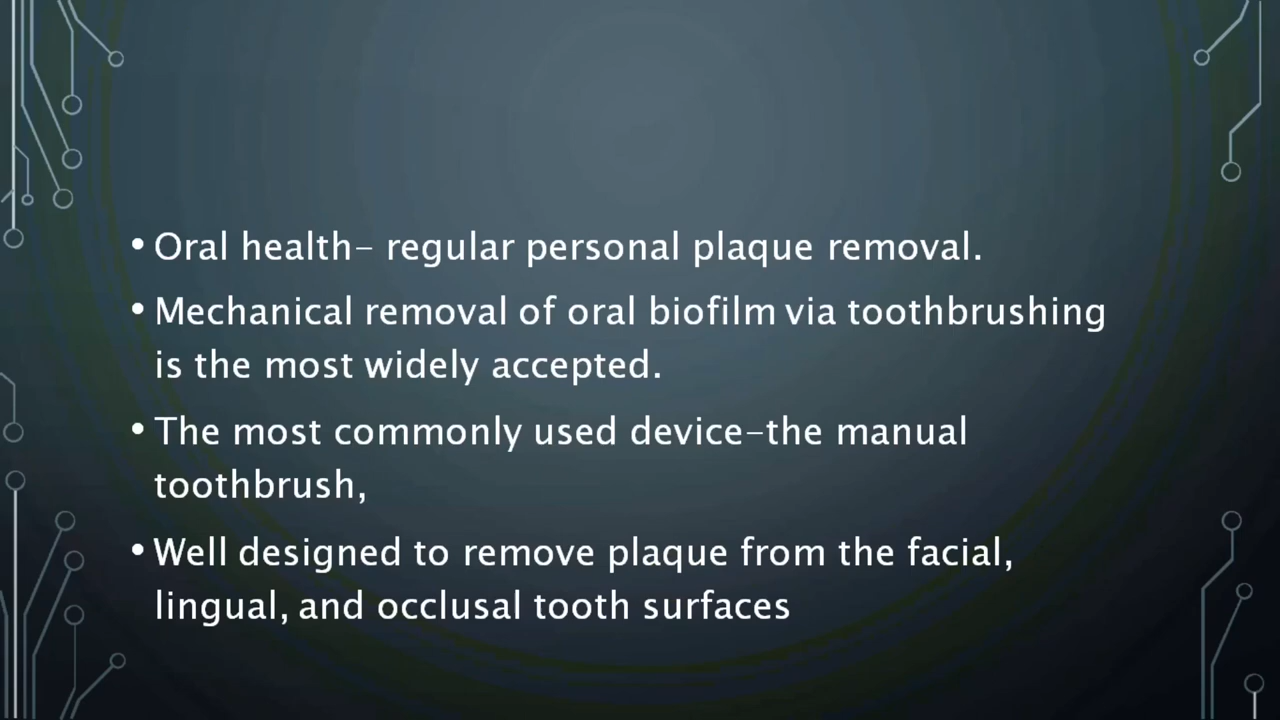 • Oral health- regular personal plaque removal.
• Mechanical removal of oral biofilm via toothbrushing
is the most widely accepted.
• The most commonly used device-the manual
toothbrush,
• Well designed to remove plaque from the facial,
lingual, and occlusal tooth surfaces